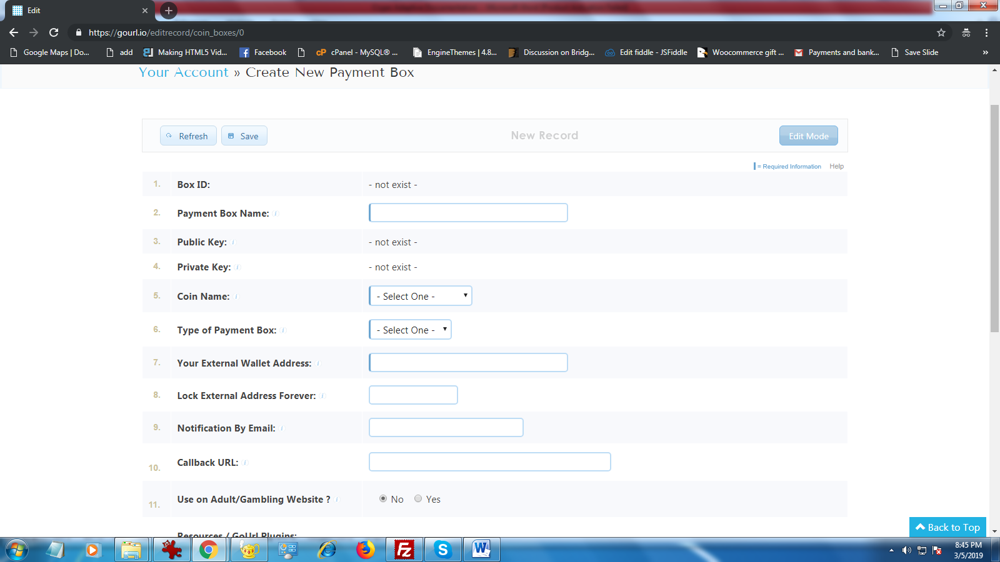 Edit
https://gourl.io/editrecord/coin_boxes/0
Google Maps | Do... add Making HTML5 Vid... Facebook cPanel - MySQL® ... EngineThemes | 4.8... Discussion on Bridg... Edit fiddle - JSFiddle Woocommerce gift ... Payments and bank... Save Slide »
Your Account » Create New Payment Box
Refresh Save New Record Edit Mode
= Required Information Help
1. Box ID: - not exist -
2. Payment Box Name:
3. Public Key: - not exist -
4. Private Key: - not exist -
5. Coin Name: - Select One -
6. Type of Payment Box: - Select One -
7. Your External Wallet Address:
8. Lock External Address Forever:
9. Notification By Email:
10. Callback URL:
11. Use on Adult/Gambling Website ? No Yes
Resources / GoUrl Plugins:
Back to Top
8:45 PM
3/5/2019